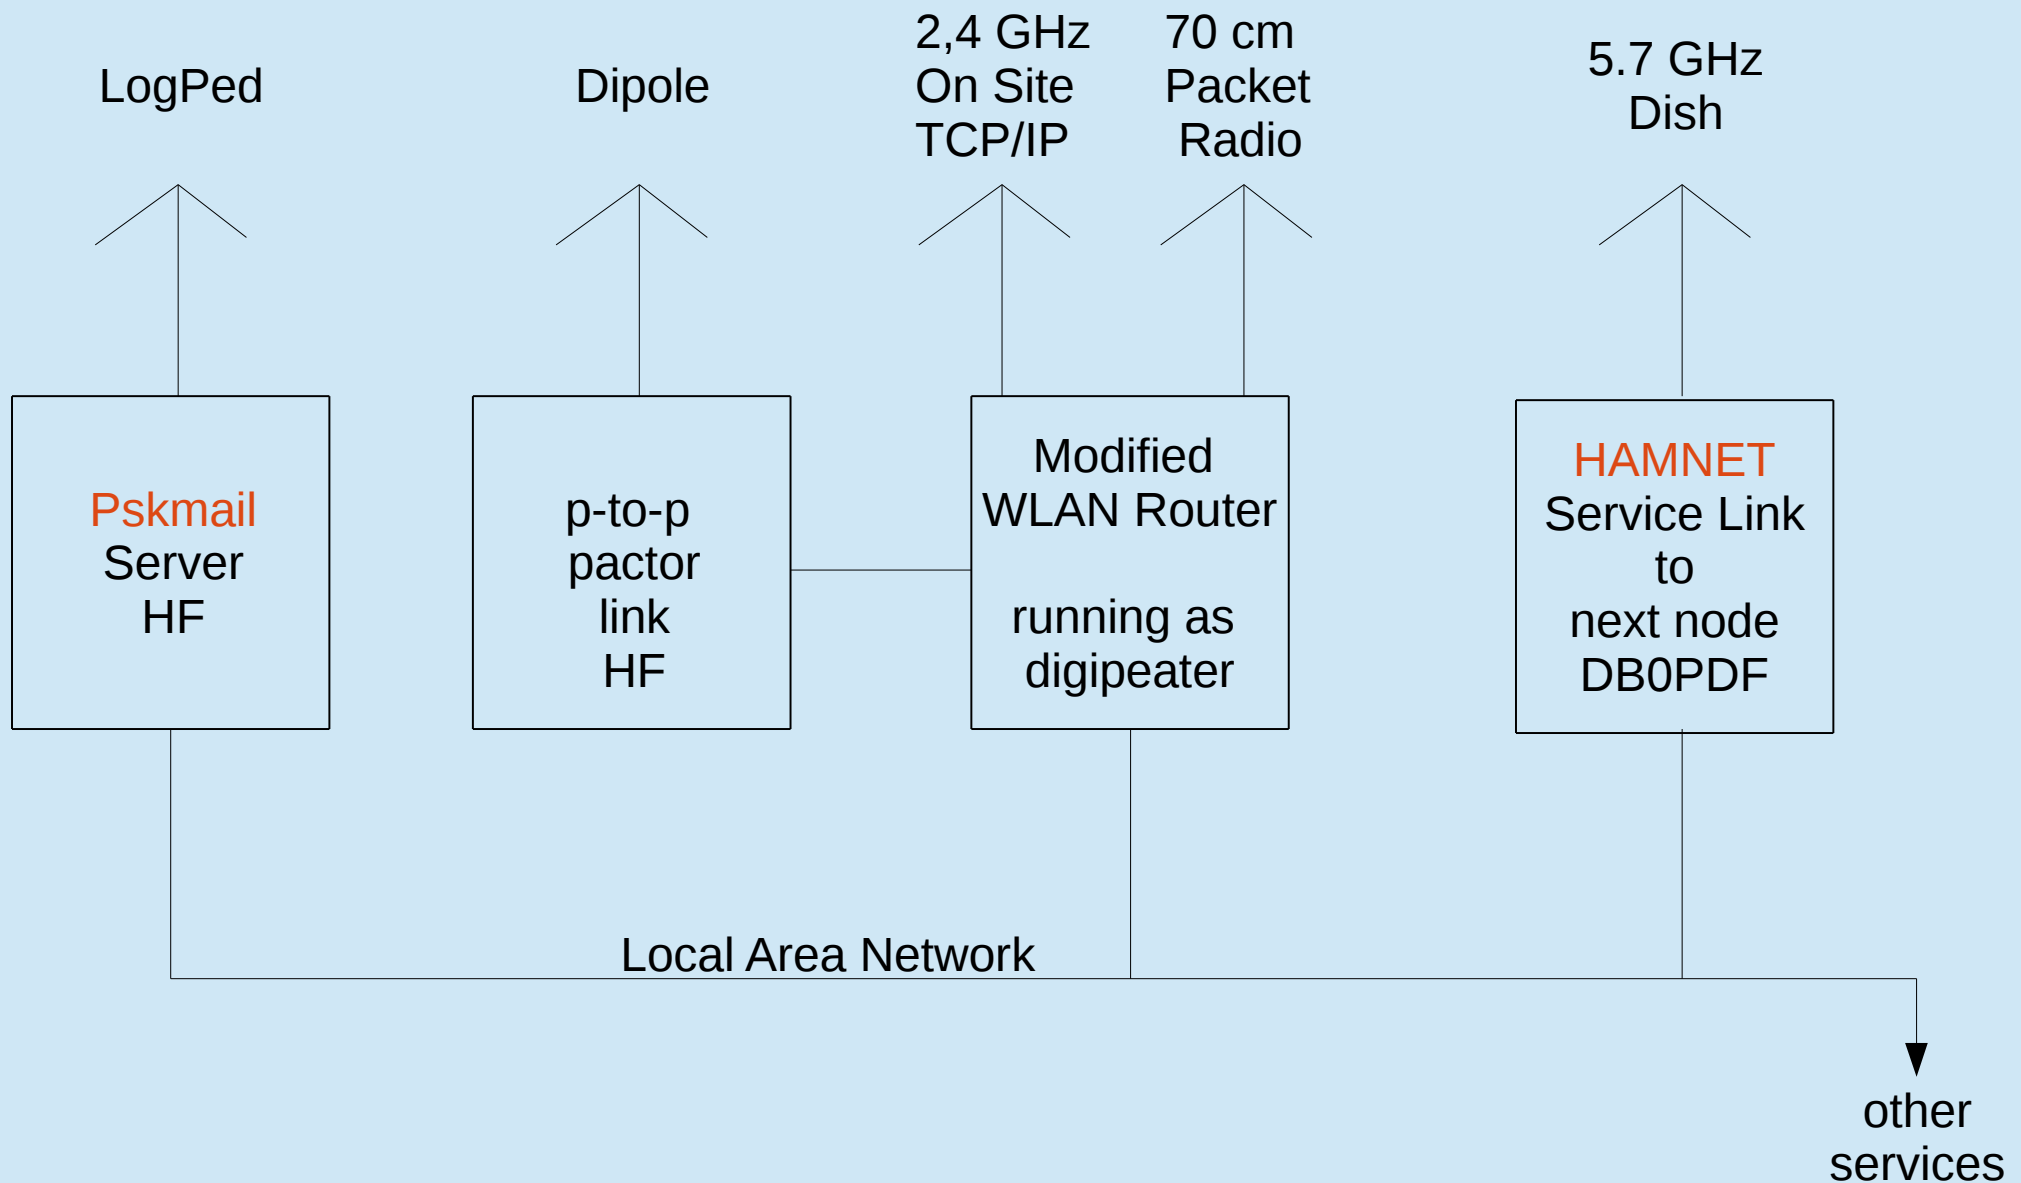 LogPed
Dipole
2,4 GHz
On Site
TCP/IP
70 cm
Packet
Radio
5.7 GHz
Dish
Pskmail
Server
HF
p-to-p
pactor
link
HF
Modified
WLAN Router
running as
digipeater
HAMNET
Service Link
to
next node
DB0PDF
Local Area Network
other
services